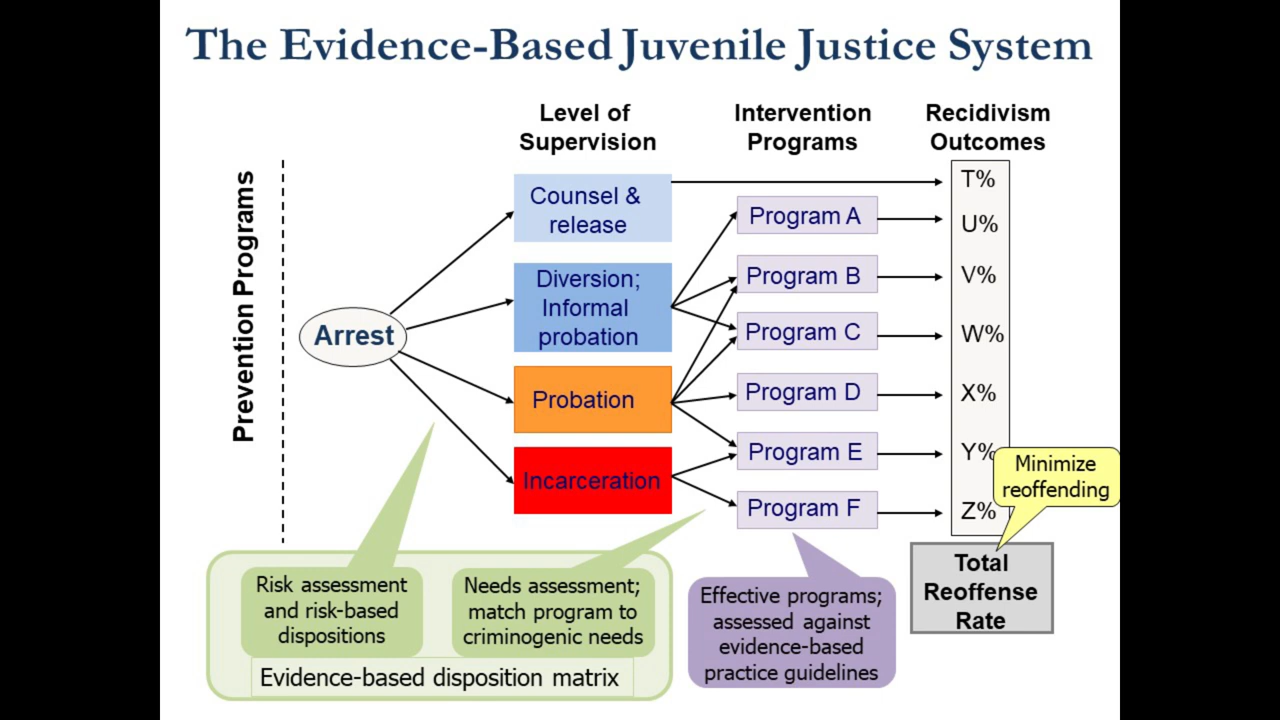 The Evidence-Based Juvenile Justice System
Level of
Supervision
Intervention
Programs
Recidivism
Outcomes
Prevention Programs
Arrest
Counsel &
release
Diversion;
Informal
probation
Probation
Incarceration
Program A
Program B
Program C
Program D
Program E
Program F
T%
U%
V%
W%
X%
Y%
Z%
Minimize
reoffending
Total
Reoffense
Rate
Risk assessment
and risk-based
dispositions
Needs assessment;
match program to
criminogenic needs
Evidence-based disposition matrix
Effective programs;
assessed against
evidence-based
practice guidelines